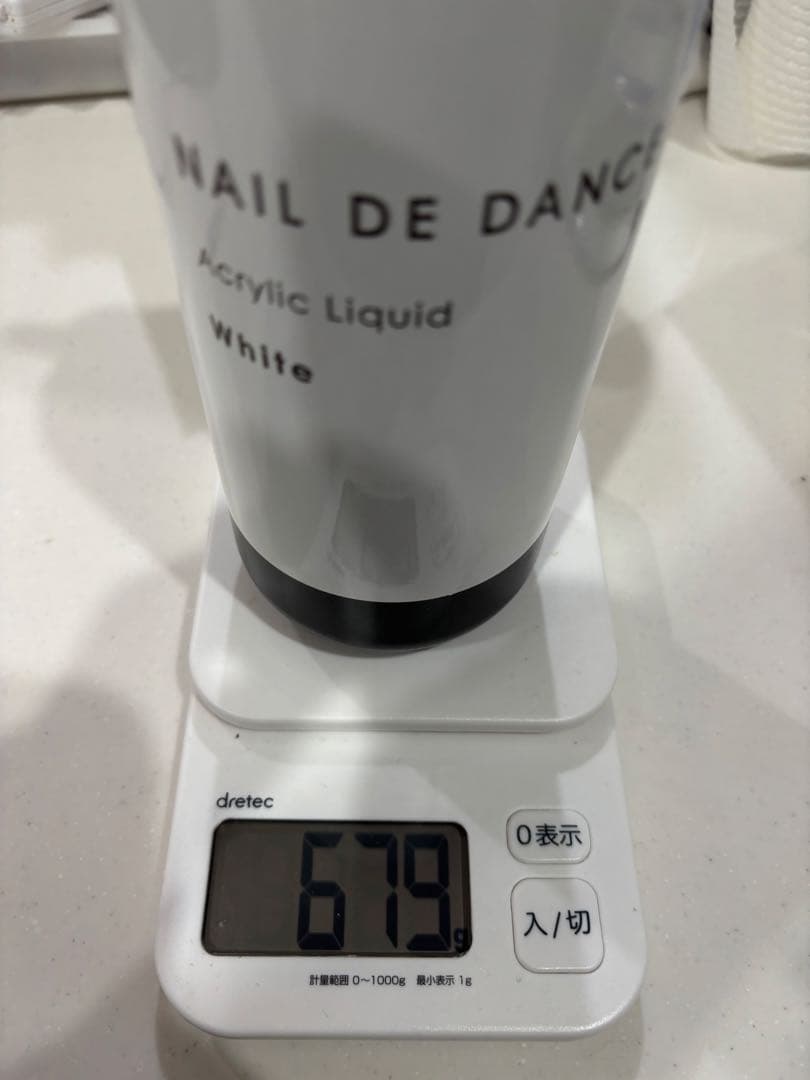 NAIL DE DANCE
Acrylic Liquid
White
dretec
679g
0表示
入/切
計量範囲 0～1000g 最小表示 1g